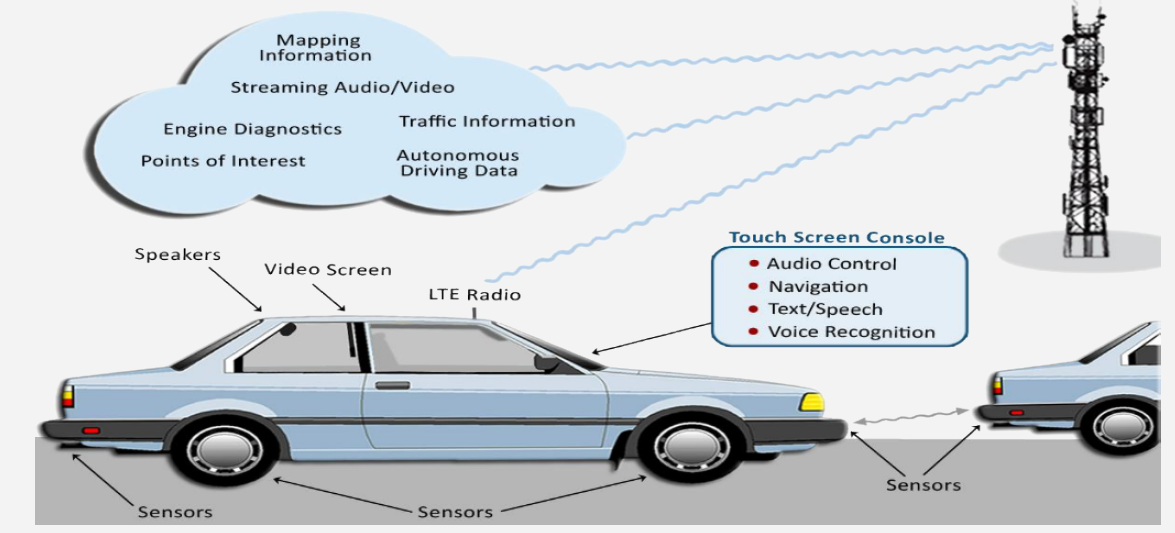 Mapping
Information
Streaming Audio/Video
Engine Diagnostics
Traffic Information
Points of Interest
Autonomous
Driving Data
Speakers
Video Screen
LTE Radio
Touch Screen Console
• Audio Control
• Navigation
• Text/Speech
• Voice Recognition
Sensors
Sensors
Sensors